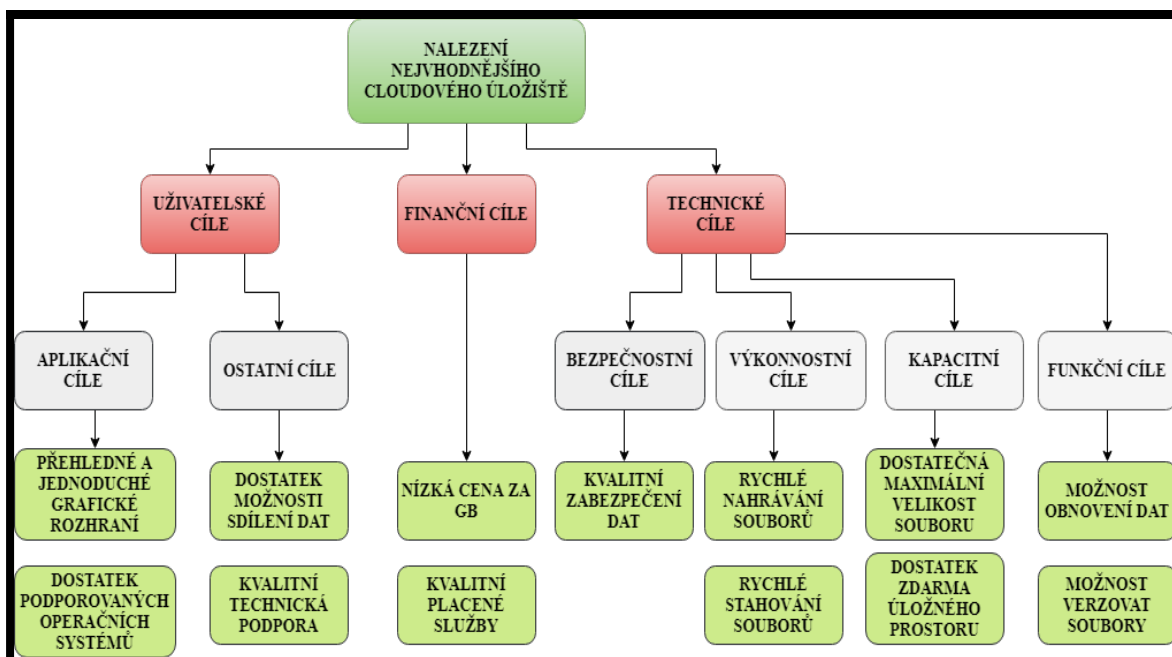 NALEZENÍ
NEJVHODNĚJŠÍHO
CLOUDOVÉHO ÚLOŽIŠTĚ
UŽIVATELSKÉ
CÍLE
FINANČNÍ CÍLE
TECHNICKÉ
CÍLE
APLIKAČNÍ
CÍLE
OSTATNÍ CÍLE
BEZPEČNOSTNÍ
CÍLE
VÝKONNOSTNÍ
CÍLE
KAPACITNÍ
CÍLE
FUNKČNÍ CÍLE
PŘEHLEDNÉ A
JEDNODUCHÉ
GRAFICKÉ
ROZHRANÍ
DOSTATEK
MOŽNOSTI
SDÍLENÍ DAT
NÍZKÁ CENA ZA
GB
KVALITNÍ
ZABEZPEČENÍ
DAT
RYCHLÉ
NAHRÁVÁNÍ
SOUBORŮ
DOSTATEČNÁ
MAXIMÁLNÍ
VELIKOST
SOUBORU
MOŽNOST
OBNOVENÍ DAT
DOSTATEK
PODPOROVANÝCH
OPERAČNÍCH
SYSTÉMŮ
KVALITNÍ
TECHNICKÁ
PODPORA
KVALITNÍ
PLACENÉ
SLUŽBY
RYCHLÉ
STAHOVÁNÍ
SOUBORŮ
DOSTATEK
ZDARMA
ÚLOŽNÉHO
PROSTORU
MOŽNOST
VERZOVAT
SOUBORY